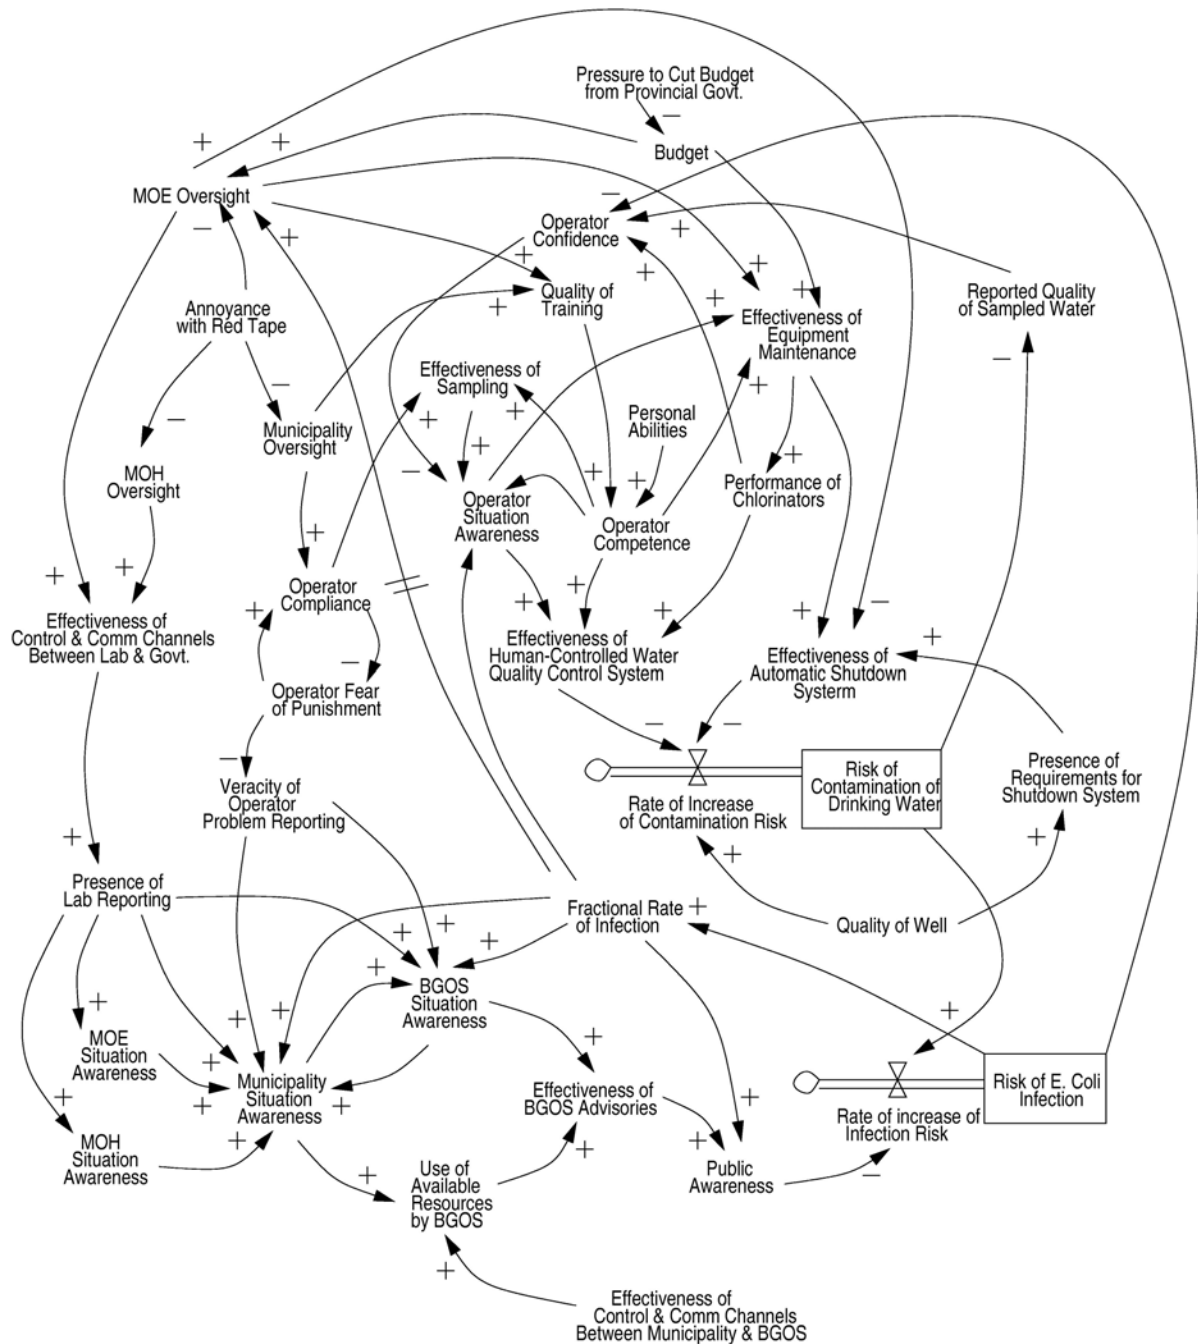 Pressure to Cut Budget
from Provincial Govt.
−
Budget
+
+
MOE Oversight
−
+
−
Operator
Confidence
+
+
+
Quality of
Training
+
+
+
+
Effectiveness of
Equipment
Maintenance
+
Reported Quality
of Sampled Water
−
Annoyance
with Red Tape
−
−
Effectiveness of
Sampling
+
+
+
−
Personal
Abilities
+
+
Municipality
Oversight
MOH
Oversight
Operator
Situation
Awareness
Operator
Competence
+
Performance of
Chlorinators
+
+
+
Operator
Compliance
+
−
+
+
+
+
−
+
Effectiveness of
Control & Comm Channels
Between Lab & Govt.
Effectiveness of
Human-Controlled Water
Quality Control System
Effectiveness of
Automatic Shutdown
Systerm
Operator Fear
of Punishment
−
−
−
Veracity of
Operator
Problem Reporting
Risk of
Contamination of
Drinking Water
Presence of
Requirements for
Shutdown System
Rate of Increase
of Contamination Risk
+
+
+
Presence of
Lab Reporting
Fractional Rate
of Infection
+
Quality of Well
+
+
+
+
BGOS
Situation
Awareness
+
+
+
+
MOE
Situation
Awareness
+
+
+
+
+
Municipality
Situation
Awareness
+
Effectiveness of
BGOS Advisories
Risk of E. Coli
Infection
Rate of increase of
Infection Risk
+
+
+
−
MOH
Situation
Awareness
+
Use of
Available
Resources
by BGOS
+
Public
Awareness
+
Effectiveness of
Control & Comm Channels
Between Municipality & BGOS